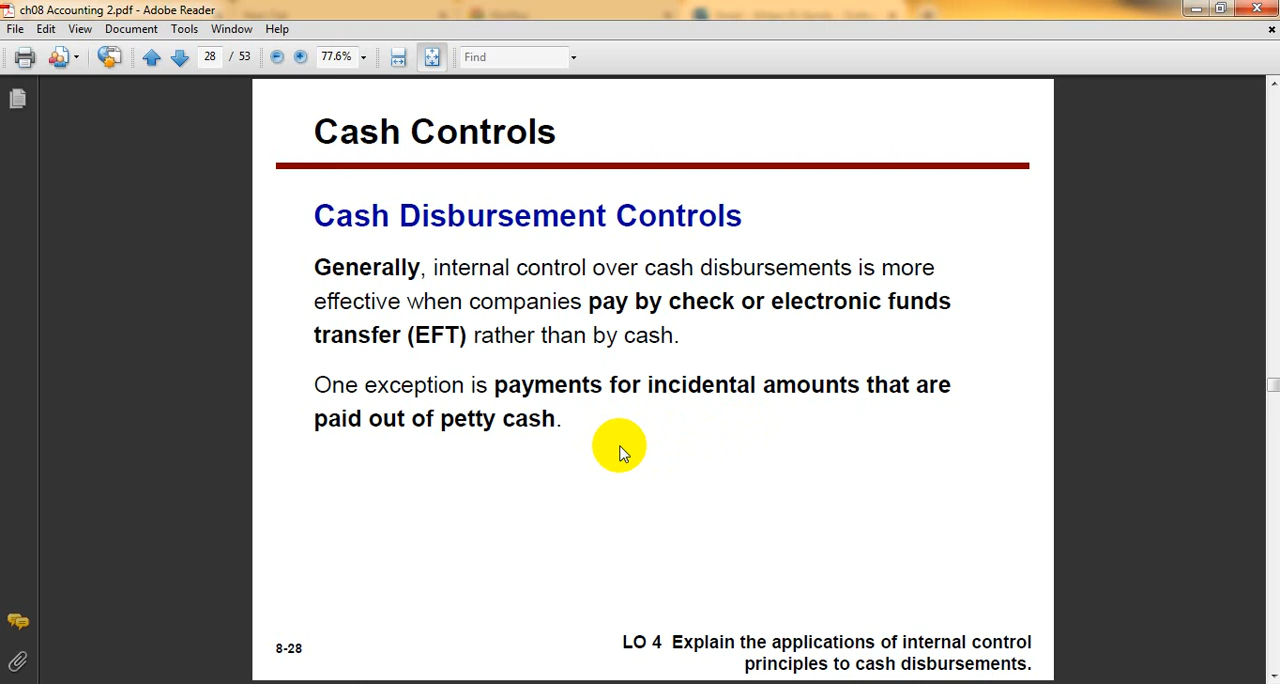 ch08 Accounting 2.pdf - Adobe Reader
File Edit View Document Tools Window Help
28 / 53 77.6% Find
Cash Controls
Cash Disbursement Controls
Generally, internal control over cash disbursements is more
effective when companies pay by check or electronic funds
transfer (EFT) rather than by cash.
One exception is payments for incidental amounts that are
paid out of petty cash.
8-28
LO 4 Explain the applications of internal control
principles to cash disbursements.